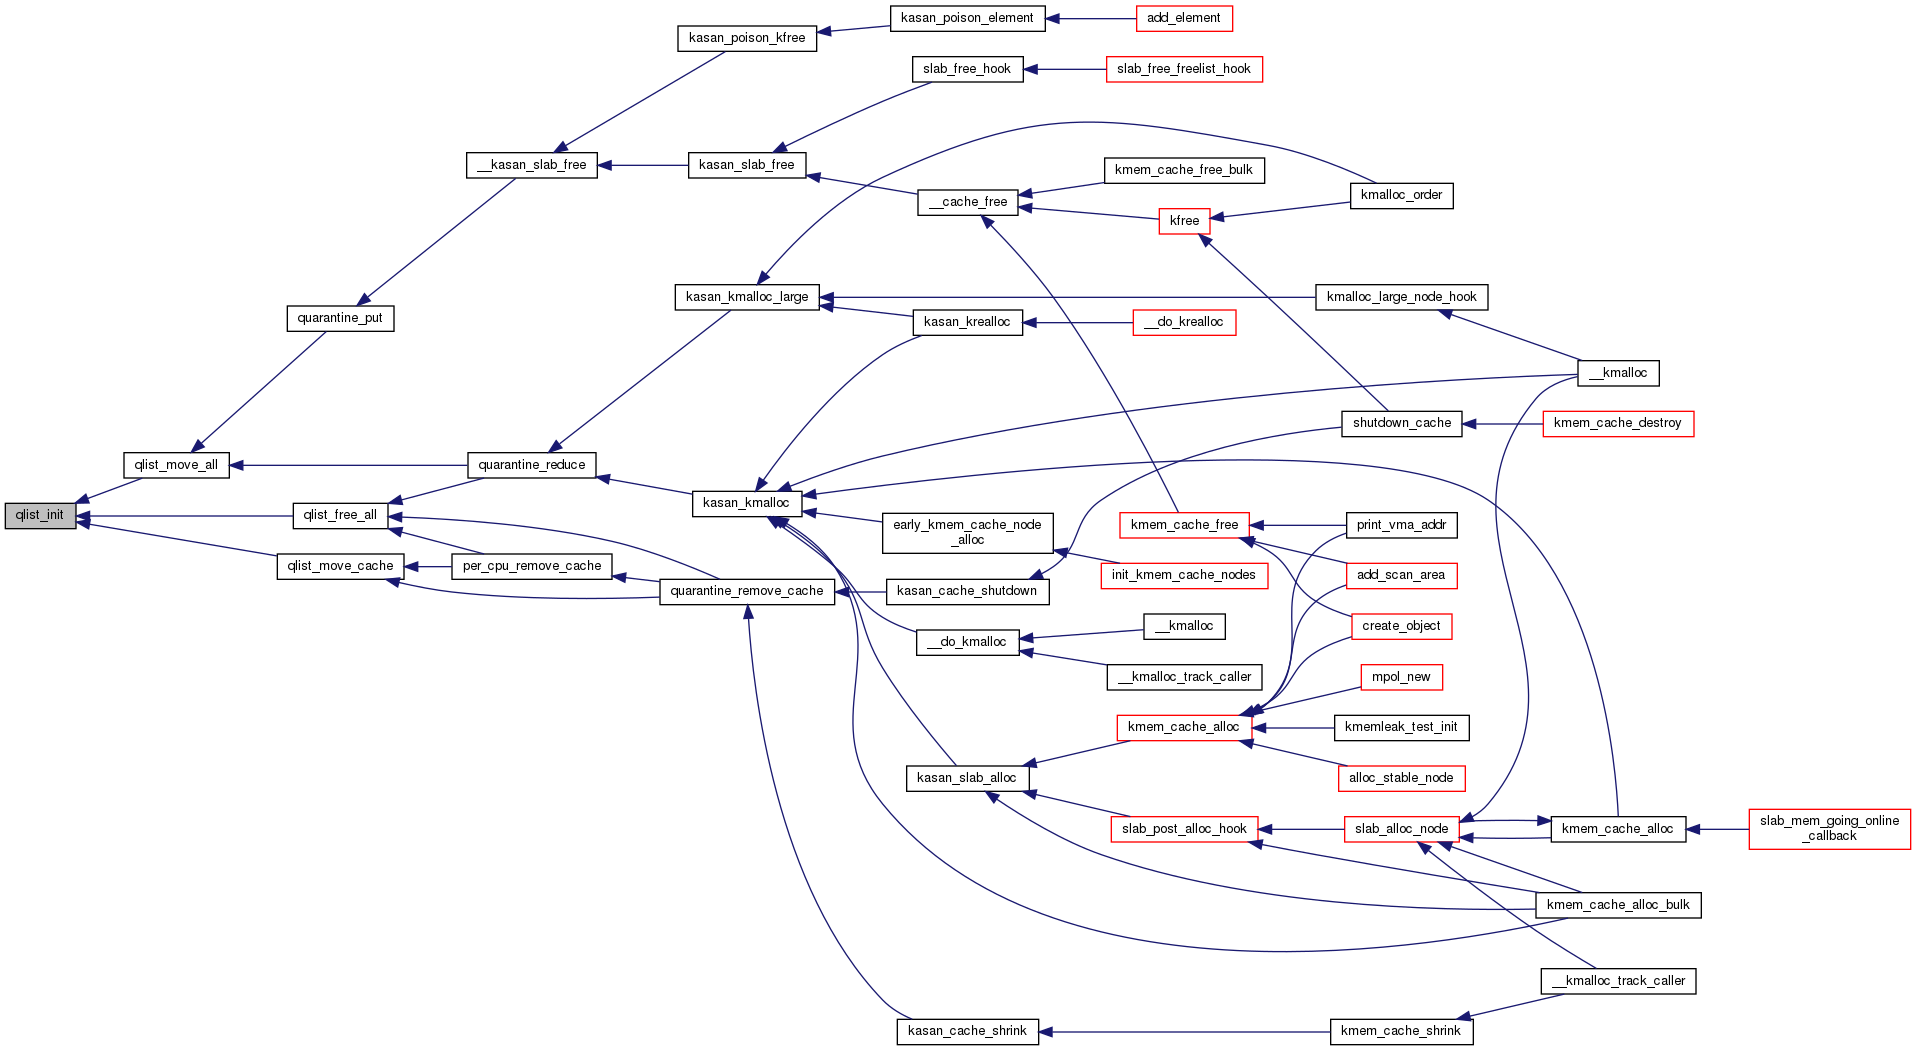 kasan_poison_element
add_element
kasan_poison_kfree
slab_free_hook
slab_free_freelist_hook
__kasan_slab_free
kasan_slab_free
kmem_cache_free_bulk
kmalloc_order
__cache_free
kfree
kasan_kmalloc_large
kmalloc_large_node_hook
quarantine_put
kasan_krealloc
__do_krealloc
__kmalloc
shutdown_cache
kmem_cache_destroy
qlist_move_all
quarantine_reduce
kasan_kmalloc
qlist_init
qlist_free_all
early_kmem_cache_node
_alloc
kmem_cache_free
print_vma_addr
qlist_move_cache
per_cpu_remove_cache
init_kmem_cache_nodes
add_scan_area
quarantine_remove_cache
kasan_cache_shutdown
create_object
__do_kmalloc
__kmalloc
__kmalloc_track_caller
mpol_new
kmem_cache_alloc
kmemleak_test_init
kasan_slab_alloc
alloc_stable_node
slab_post_alloc_hook
slab_alloc_node
kmem_cache_alloc
slab_mem_going_online
_callback
kmem_cache_alloc_bulk
__kmalloc_track_caller
kasan_cache_shrink
kmem_cache_shrink